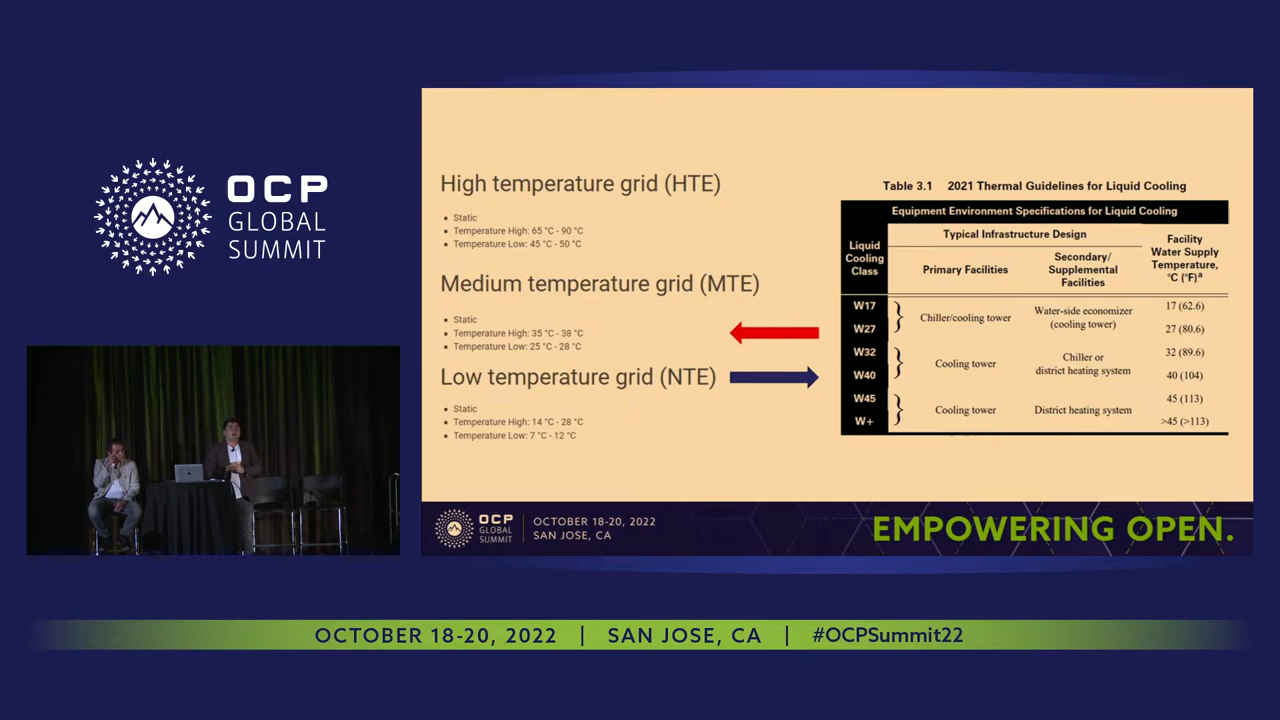 OCP
GLOBAL
SUMMIT
High temperature grid (HTE)
▪ Static
▪ Temperature High: 65 °C - 90 °C
▪ Temperature Low: 45 °C - 50 °C
Medium temperature grid (MTE)
▪ Static
▪ Temperature High: 35 °C - 38 °C
▪ Temperature Low: 25 °C - 28 °C
Low temperature grid (NTE)
▪ Static
▪ Temperature High: 14 °C - 28 °C
▪ Temperature Low: 7 °C - 12 °C
Table 3.1 2021 Thermal Guidelines for Liquid Cooling
Equipment Environment Specifications for Liquid Cooling
Liquid
Cooling
Class
Typical Infrastructure Design
Primary Facilities
Secondary/
Supplemental
Facilities
Facility
Water Supply
Temperature,
°C (°F)ᵃ
W17
W27
Chiller/cooling tower
Water-side economizer
(cooling tower)
17 (62.6)
27 (80.6)
W32
W40
Cooling tower
Chiller or
district heating system
32 (89.6)
40 (104)
W45
W+
Cooling tower
District heating system
45 (113)
>45 (>113)
OCP
GLOBAL
SUMMIT
OCTOBER 18-20, 2022
SAN JOSE, CA
EMPOWERING OPEN.
OCTOBER 18-20, 2022 | SAN JOSE, CA | #OCPSummit22